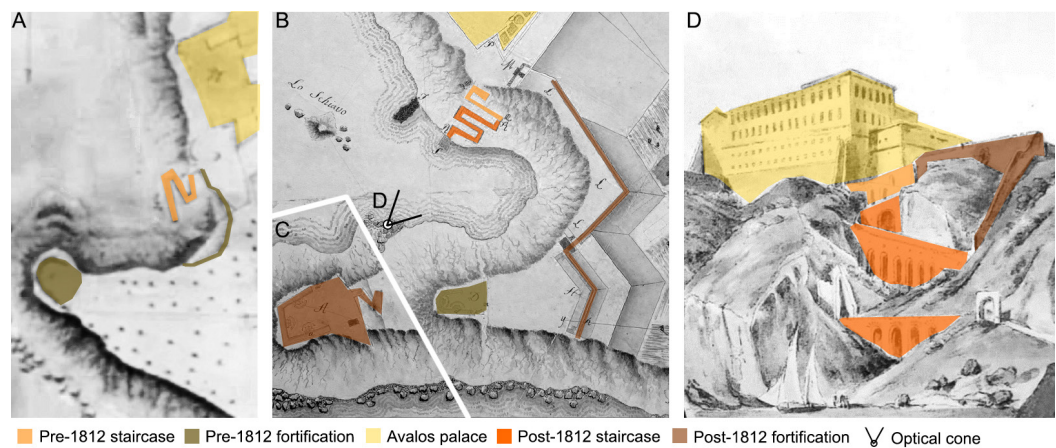 A
B
D
Lo Schiavo
D
C
Pre-1812 staircase Pre-1812 fortification Avalos palace Post-1812 staircase Post-1812 fortification Optical cone